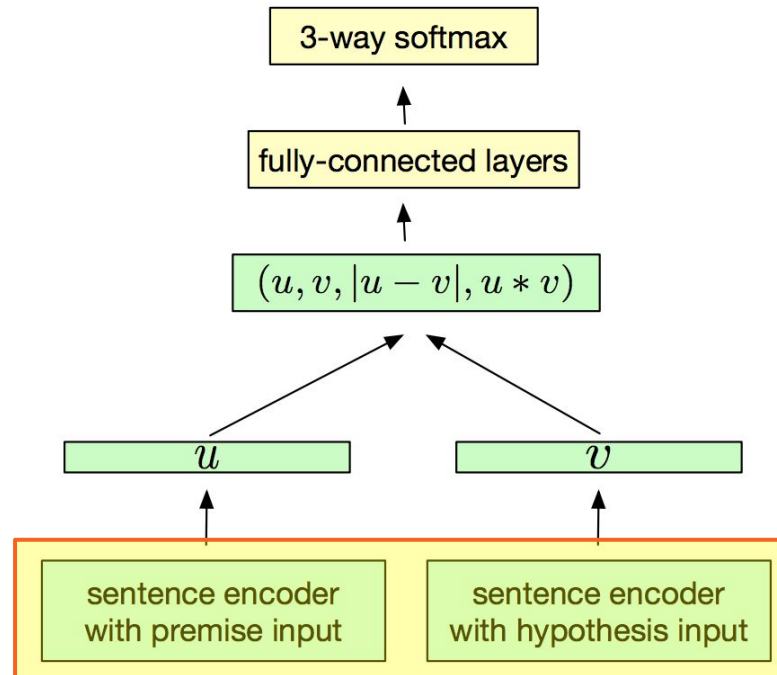 3-way softmax
fully-connected layers
(u, v, |u − v|, u ∗ v)
u
v
sentence encoder
with premise input
sentence encoder
with hypothesis input